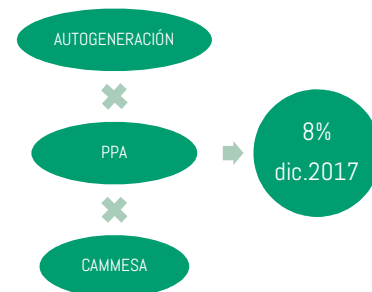 AUTOGENERACIÓN
PPA
8%
dic.2017
CAMMESA